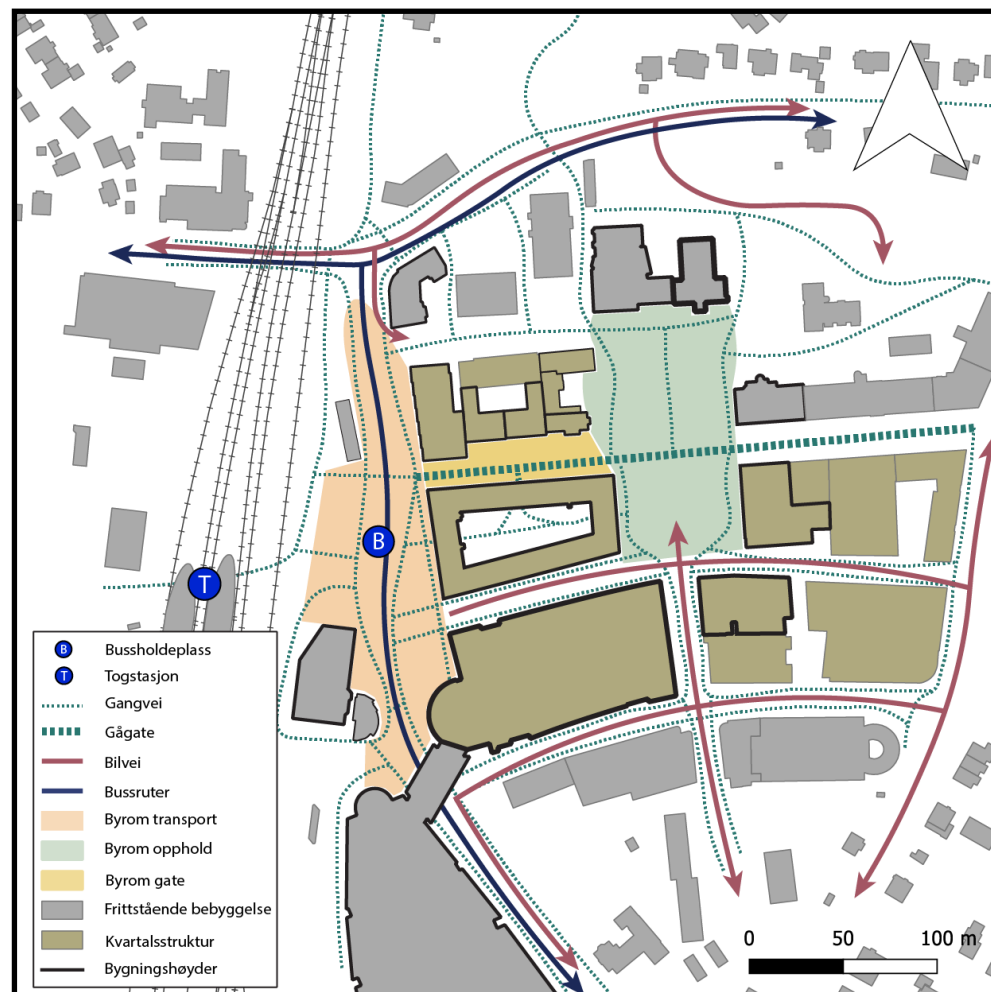 B
T
B Bussholdeplass
T Togstasjon
Gangvei
Gågate
Bilvei
Bussruter
Byrom transport
Byrom opphold
Byrom gate
Frittstående bebyggelse
Kvartalsstruktur
Bygningshøyder
0 50 100 m